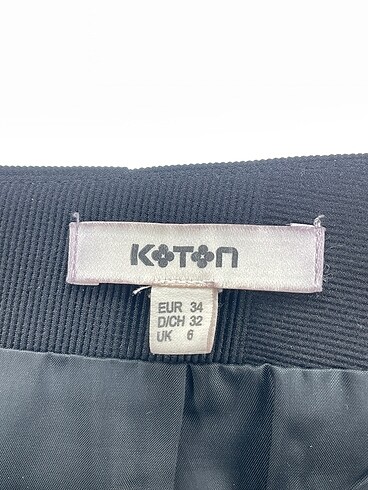 KOTON
EUR 34
D/CH 32
UK 6